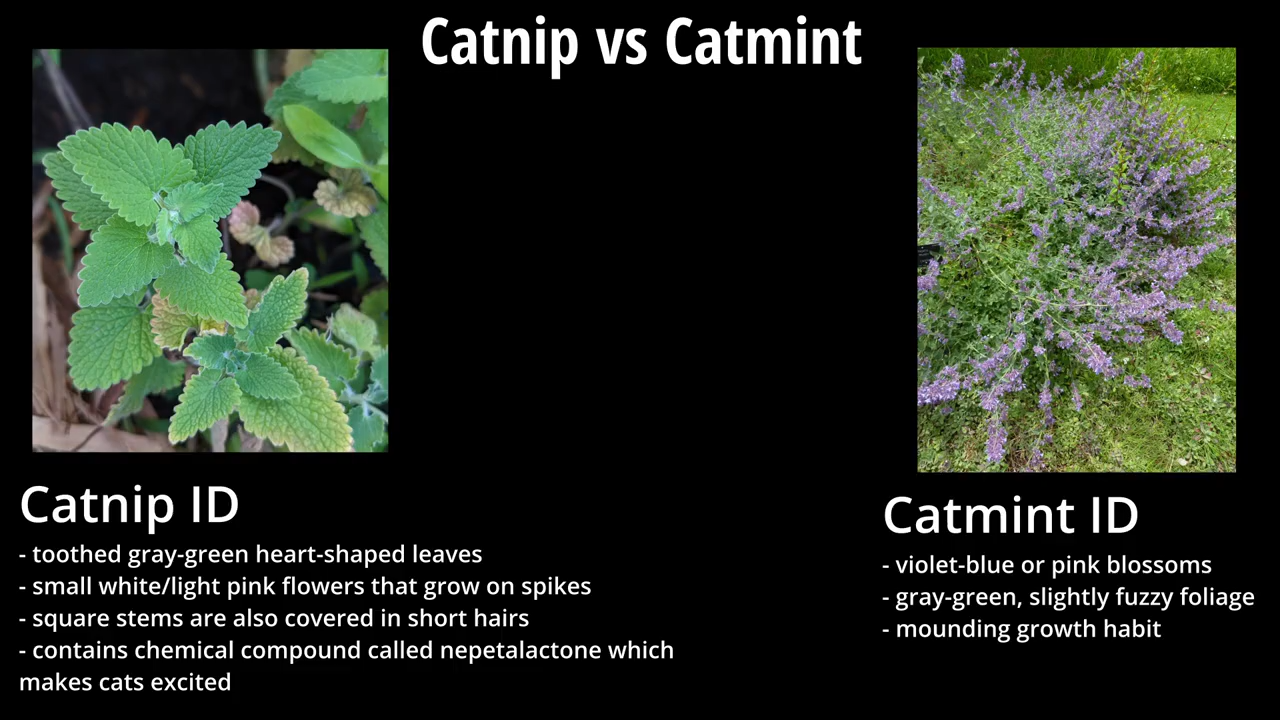 Catnip vs Catmint
Catnip ID
- toothed gray-green heart-shaped leaves
- small white/light pink flowers that grow on spikes
- square stems are also covered in short hairs
- contains chemical compound called nepetalactone which
makes cats excited
Catmint ID
- violet-blue or pink blossoms
- gray-green, slightly fuzzy foliage
- mounding growth habit